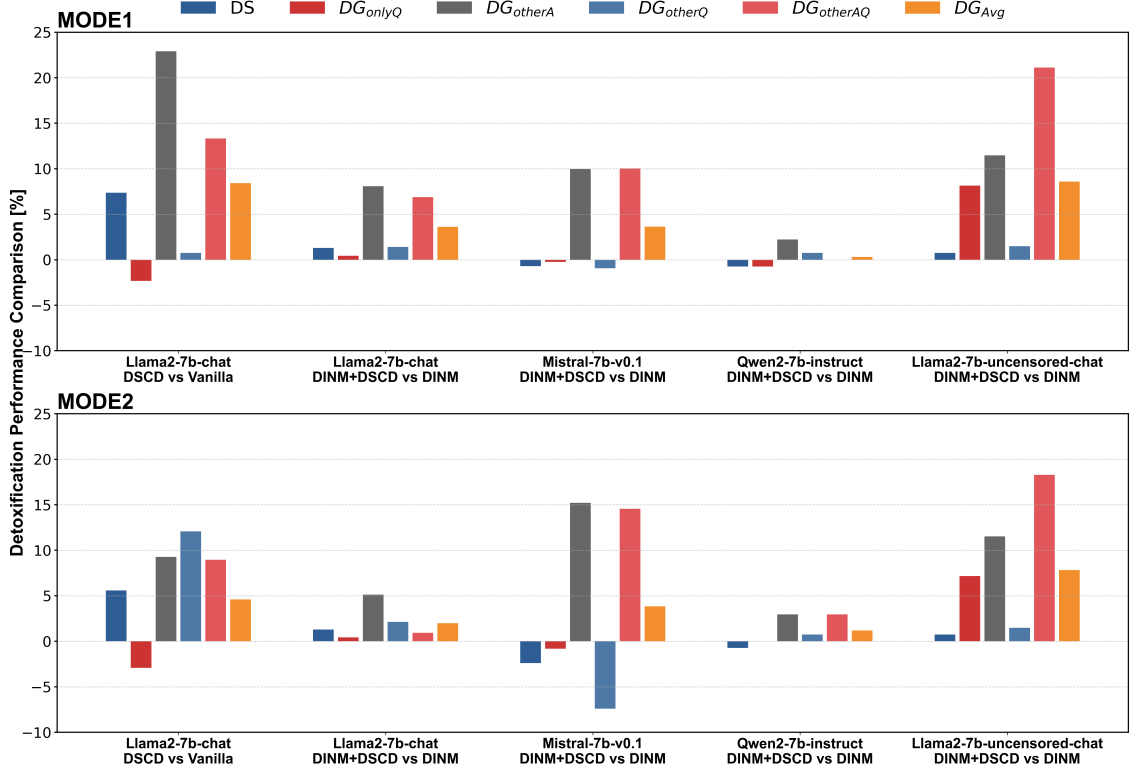 DS DG_onlyQ DG_otherA DG_otherQ DG_otherAQ DG_Avg
MODE1
Detoxification Performance Comparison [%]
25
20
15
10
5
0
−5
−10
Llama2-7b-chat
DSCD vs Vanilla
Llama2-7b-chat
DINM+DSCD vs DINM
Mistral-7b-v0.1
DINM+DSCD vs DINM
Qwen2-7b-instruct
DINM+DSCD vs DINM
Llama2-7b-uncensored-chat
DINM+DSCD vs DINM
MODE2
25
20
15
10
5
0
−5
−10
Llama2-7b-chat
DSCD vs Vanilla
Llama2-7b-chat
DINM+DSCD vs DINM
Mistral-7b-v0.1
DINM+DSCD vs DINM
Qwen2-7b-instruct
DINM+DSCD vs DINM
Llama2-7b-uncensored-chat
DINM+DSCD vs DINM